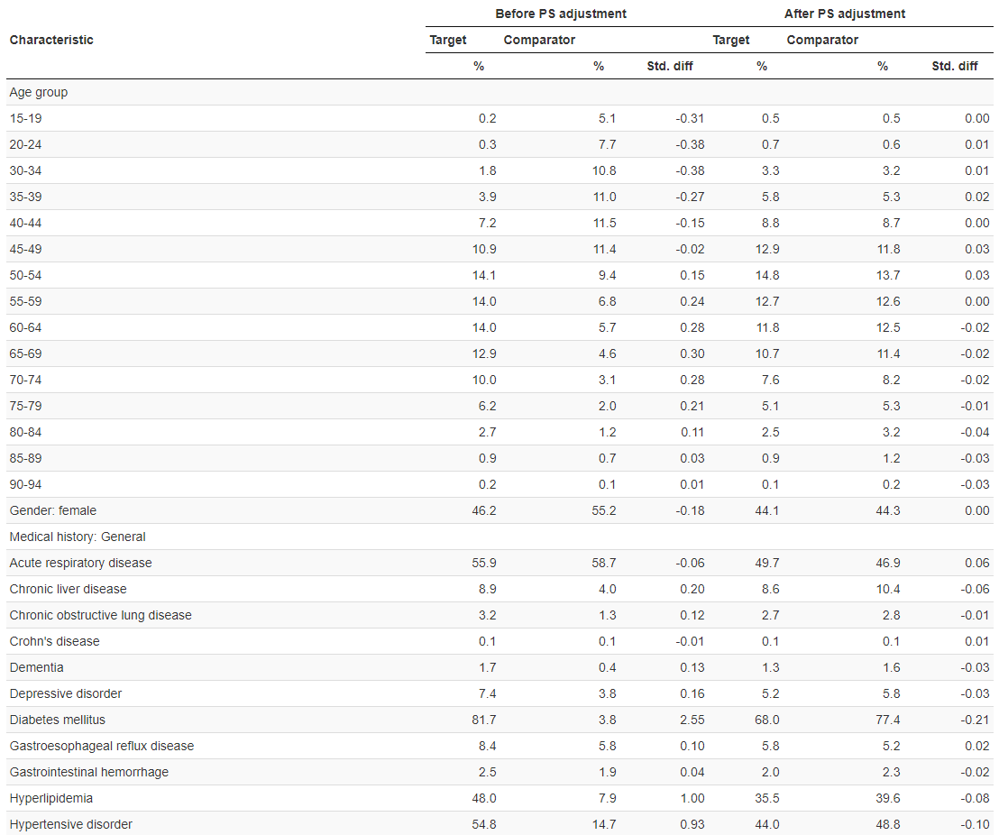 Before PS adjustment After PS adjustment
Characteristic Target Comparator Target Comparator
% % Std. diff % % Std. diff
Age group
15-19 0.2 5.1 -0.31 0.5 0.5 0.00
20-24 0.3 7.7 -0.38 0.7 0.6 0.01
30-34 1.8 10.8 -0.38 3.3 3.2 0.01
35-39 3.9 11.0 -0.27 5.8 5.3 0.02
40-44 7.2 11.5 -0.15 8.8 8.7 0.00
45-49 10.9 11.4 -0.02 12.9 11.8 0.03
50-54 14.1 9.4 0.15 14.8 13.7 0.03
55-59 14.0 6.8 0.24 12.7 12.6 0.00
60-64 14.0 5.7 0.28 11.8 12.5 -0.02
65-69 12.9 4.6 0.30 10.7 11.4 -0.02
70-74 10.0 3.1 0.28 7.6 8.2 -0.02
75-79 6.2 2.0 0.21 5.1 5.3 -0.01
80-84 2.7 1.2 0.11 2.5 3.2 -0.04
85-89 0.9 0.7 0.03 0.9 1.2 -0.03
90-94 0.2 0.1 0.01 0.1 0.2 -0.03
Gender: female 46.2 55.2 -0.18 44.1 44.3 0.00
Medical history: General
Acute respiratory disease 55.9 58.7 -0.06 49.7 46.9 0.06
Chronic liver disease 8.9 4.0 0.20 8.6 10.4 -0.06
Chronic obstructive lung disease 3.2 1.3 0.12 2.7 2.8 -0.01
Crohn's disease 0.1 0.1 -0.01 0.1 0.1 0.01
Dementia 1.7 0.4 0.13 1.3 1.6 -0.03
Depressive disorder 7.4 3.8 0.16 5.2 5.8 -0.03
Diabetes mellitus 81.7 3.8 2.55 68.0 77.4 -0.21
Gastroesophageal reflux disease 8.4 5.8 0.10 5.8 5.2 0.02
Gastrointestinal hemorrhage 2.5 1.9 0.04 2.0 2.3 -0.02
Hyperlipidemia 48.0 7.9 1.00 35.5 39.6 -0.08
Hypertensive disorder 54.8 14.7 0.93 44.0 48.8 -0.10